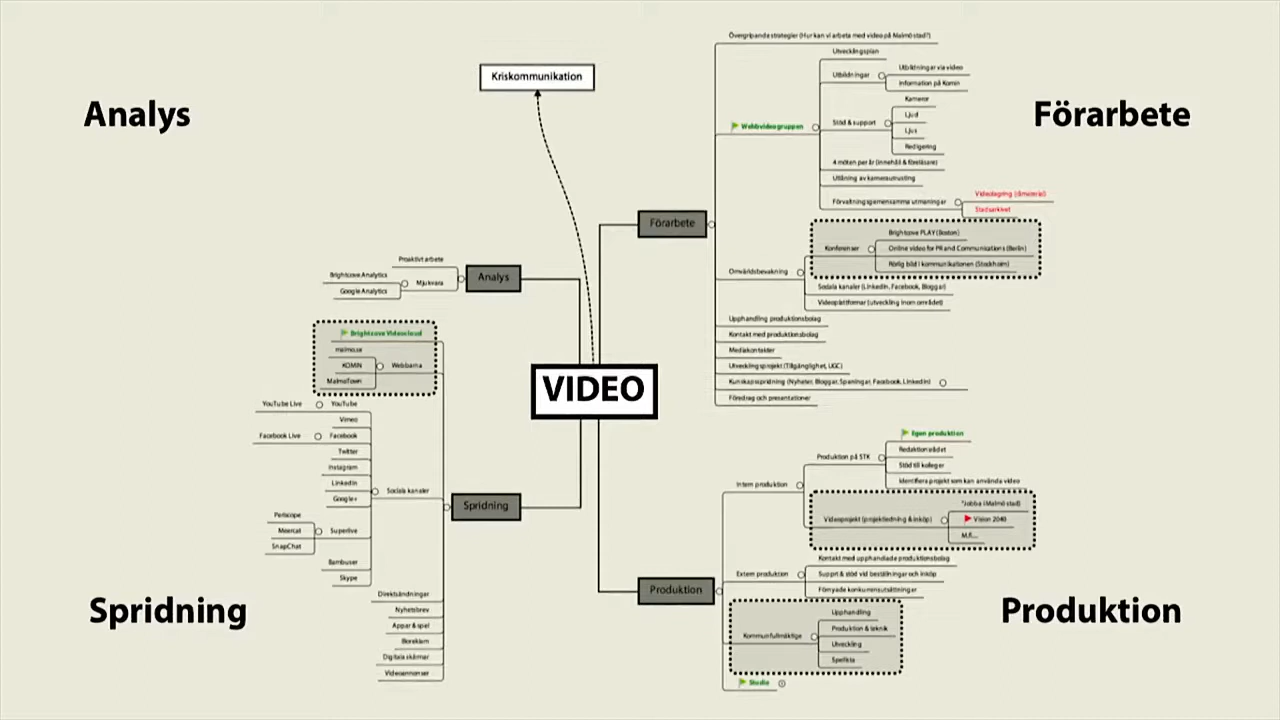 Analys
Kriskommunikation
Förarbete
Övergripande strategier (Hur kan vi arbeta med video på Malmö stad?)
Webbvideogruppen
Utvecklingsplan
Utbildningar
Utbildningar via video
Information på Komin
Stöd & support
Kameror
Ljud
Ljus
Redigering
4 möten per år (innehåll & föreläsare)
Utlåning av kamerautrusting
Förvaltningsgemensamma utmaningar
Videolagring (råmaterial)
Stadsarkivet
Förarbete
Omvärldsbevakning
Konferenser
Brightcove PLAY (Boston)
Online video for PR and Communications (Berlin)
Rörlig bild i kommunikationen (Stockholm)
Sociala kanaler (LinkedIn, Facebook, Bloggar)
Videoplattformar (utveckling inom området)
Upphandling produktionsbolag
Kontakt med produktionsbolag
Mediakontakter
Utvecklingsprojekt (Tillgänglighet, UGC)
Kunskapsspridning (Nyheter, Bloggar, Spaningar, Facebook, LinkedIn)
Föredrag och presentationer
Analys
Proaktivt arbete
Mjukvara
Brightcove Analytics
Google Analytics
VIDEO
Brightcove Videocloud
Webbarna
malmo.se
KOMIN
MalmoTown
Spridning
Sociala kanaler
YouTube
YouTube Live
Vimeo
Facebook
Facebook Live
Twitter
Instagram
LinkedIn
Google+
Superlive
Periscope
Meercat
SnapChat
Bambuser
Skype
Direktsändningar
Nyhetsbrev
Appar & spel
Bioreklam
Digitala skärmar
Videoannonser
Spridning
Produktion
Intern produktion
Produktion på STK
Egen produktion
Redaktionsrådet
Stöd till kolleger
Identifiera projekt som kan använda video
Videoprojekt (projektledning & inköp)
"Jobba i Malmö stad)
Vision 2040
M.fl...
Extern produktion
Kontakt med upphandlade produktionsbolag
Supprt & stöd vid beställningar och inköp
Förnyade konkurrensutsättningar
Kommunfullmäktige
Upphandling
Produktion & teknik
Utveckling
Spellista
Studio
Produktion